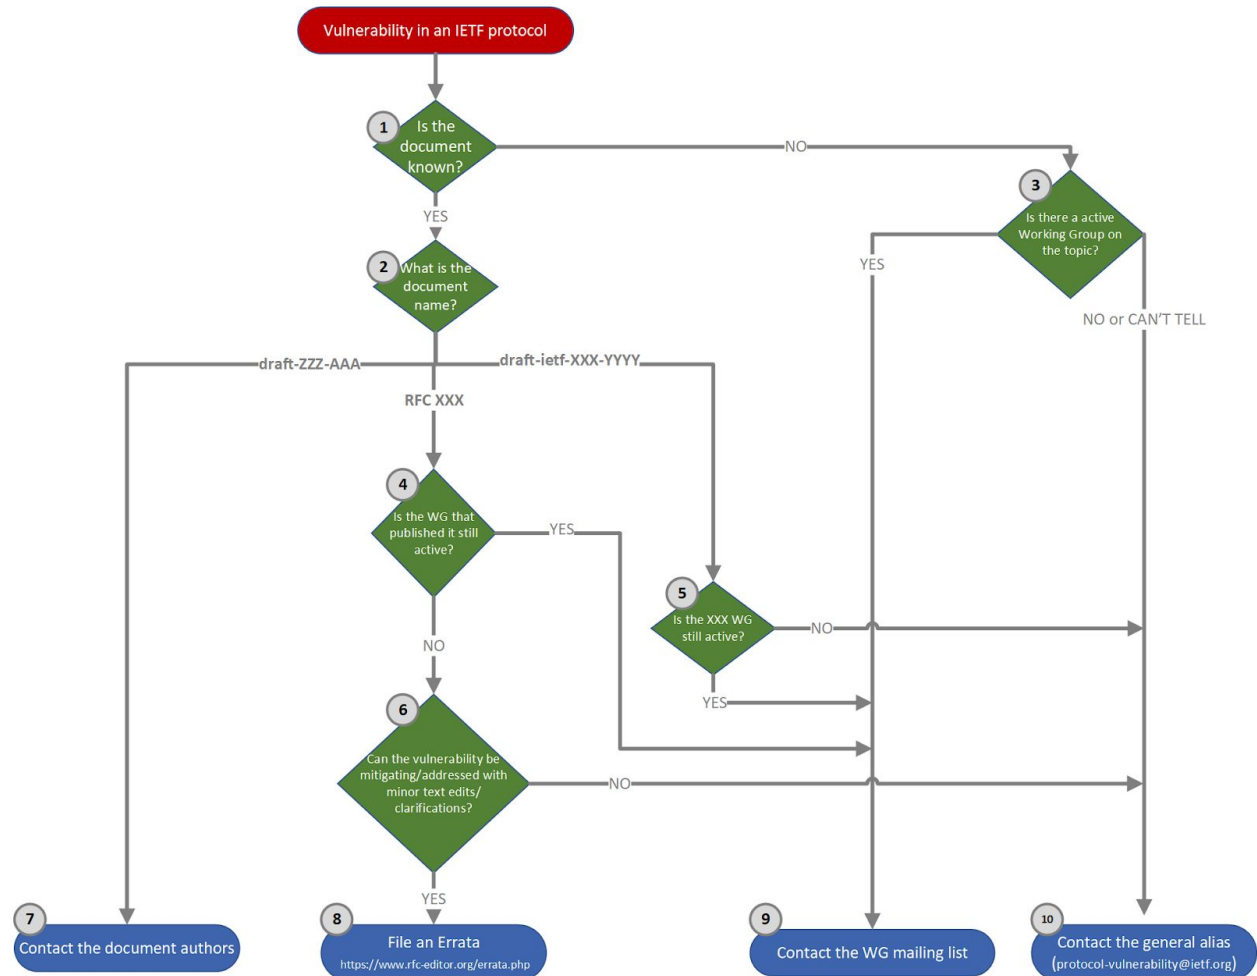 Vulnerability in an IETF protocol
1
Is the
document
known?
NO
YES
3
Is there a active
Working Group on
the topic?
2
What is the
document
name?
YES
NO or CAN'T TELL
draft-ZZZ-AAA
draft-ietf-XXX-YYYY
RFC XXX
4
Is the WG that
published it still
active?
YES
5
Is the XXX WG
still active?
NO
NO
YES
6
Can the vulnerability be
mitigating/addressed with
minor text edits/
clarifications?
NO
YES
7
Contact the document authors
8
File an Errata
https://www.rfc-editor.org/errata.php
9
Contact the WG mailing list
10
Contact the general alias
(protocol-vulnerability@ietf.org)